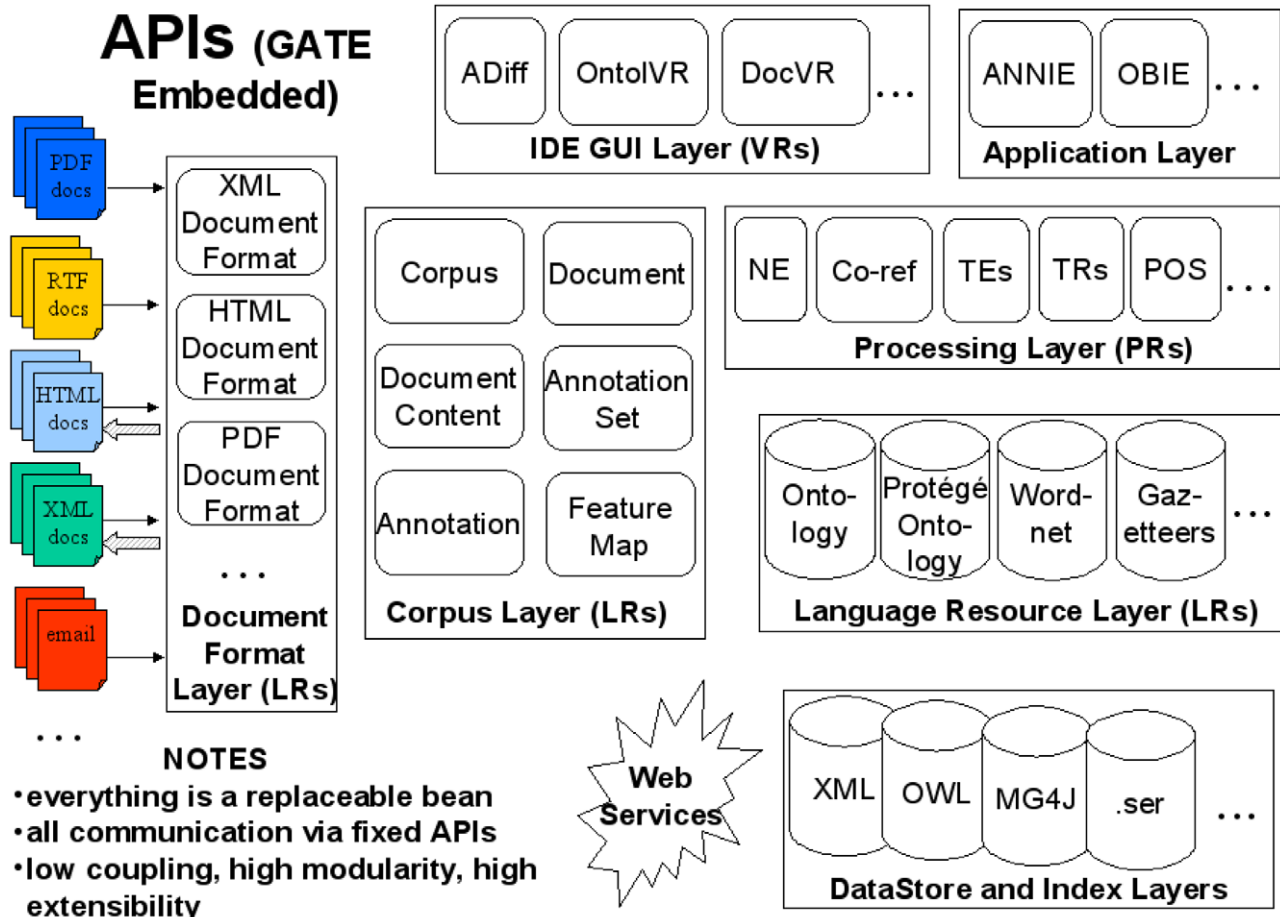 APIs (GATE
Embedded)
PDF
docs
RTF
docs
HTML
docs
XML
docs
email
...
XML
Document
Format
HTML
Document
Format
PDF
Document
Format
...
Document
Format
Layer (LRs)
ADiff
OntolVR
DocVR
...
IDE GUI Layer (VRs)
ANNIE
OBIE
...
Application Layer
Corpus
Document
Document
Content
Annotation
Set
Annotation
Feature
Map
Corpus Layer (LRs)
NE
Co-ref
TEs
TRs
POS
...
Processing Layer (PRs)
Onto-
logy
Protégé
Onto-
logy
Word-
net
Gaz-
etteers
...
Language Resource Layer (LRs)
Web
Services
XML
OWL
MG4J
.ser
...
DataStore and Index Layers
NOTES
•everything is a replaceable bean
•all communication via fixed APIs
•low coupling, high modularity, high
extensibility